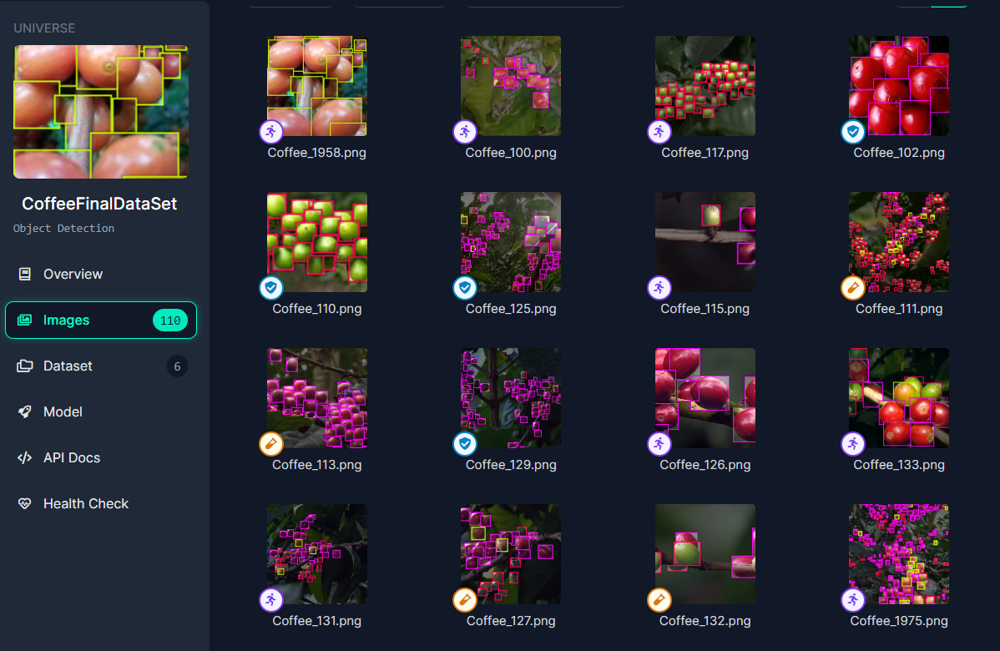 UNIVERSE
CoffeeFinalDataSet
Object Detection
Overview
Images 110
Dataset 6
Model
API Docs
Health Check
Coffee_1958.png Coffee_100.png Coffee_117.png Coffee_102.png
Coffee_110.png Coffee_125.png Coffee_115.png Coffee_111.png
Coffee_113.png Coffee_129.png Coffee_126.png Coffee_133.png
Coffee_131.png Coffee_127.png Coffee_132.png Coffee_1975.png